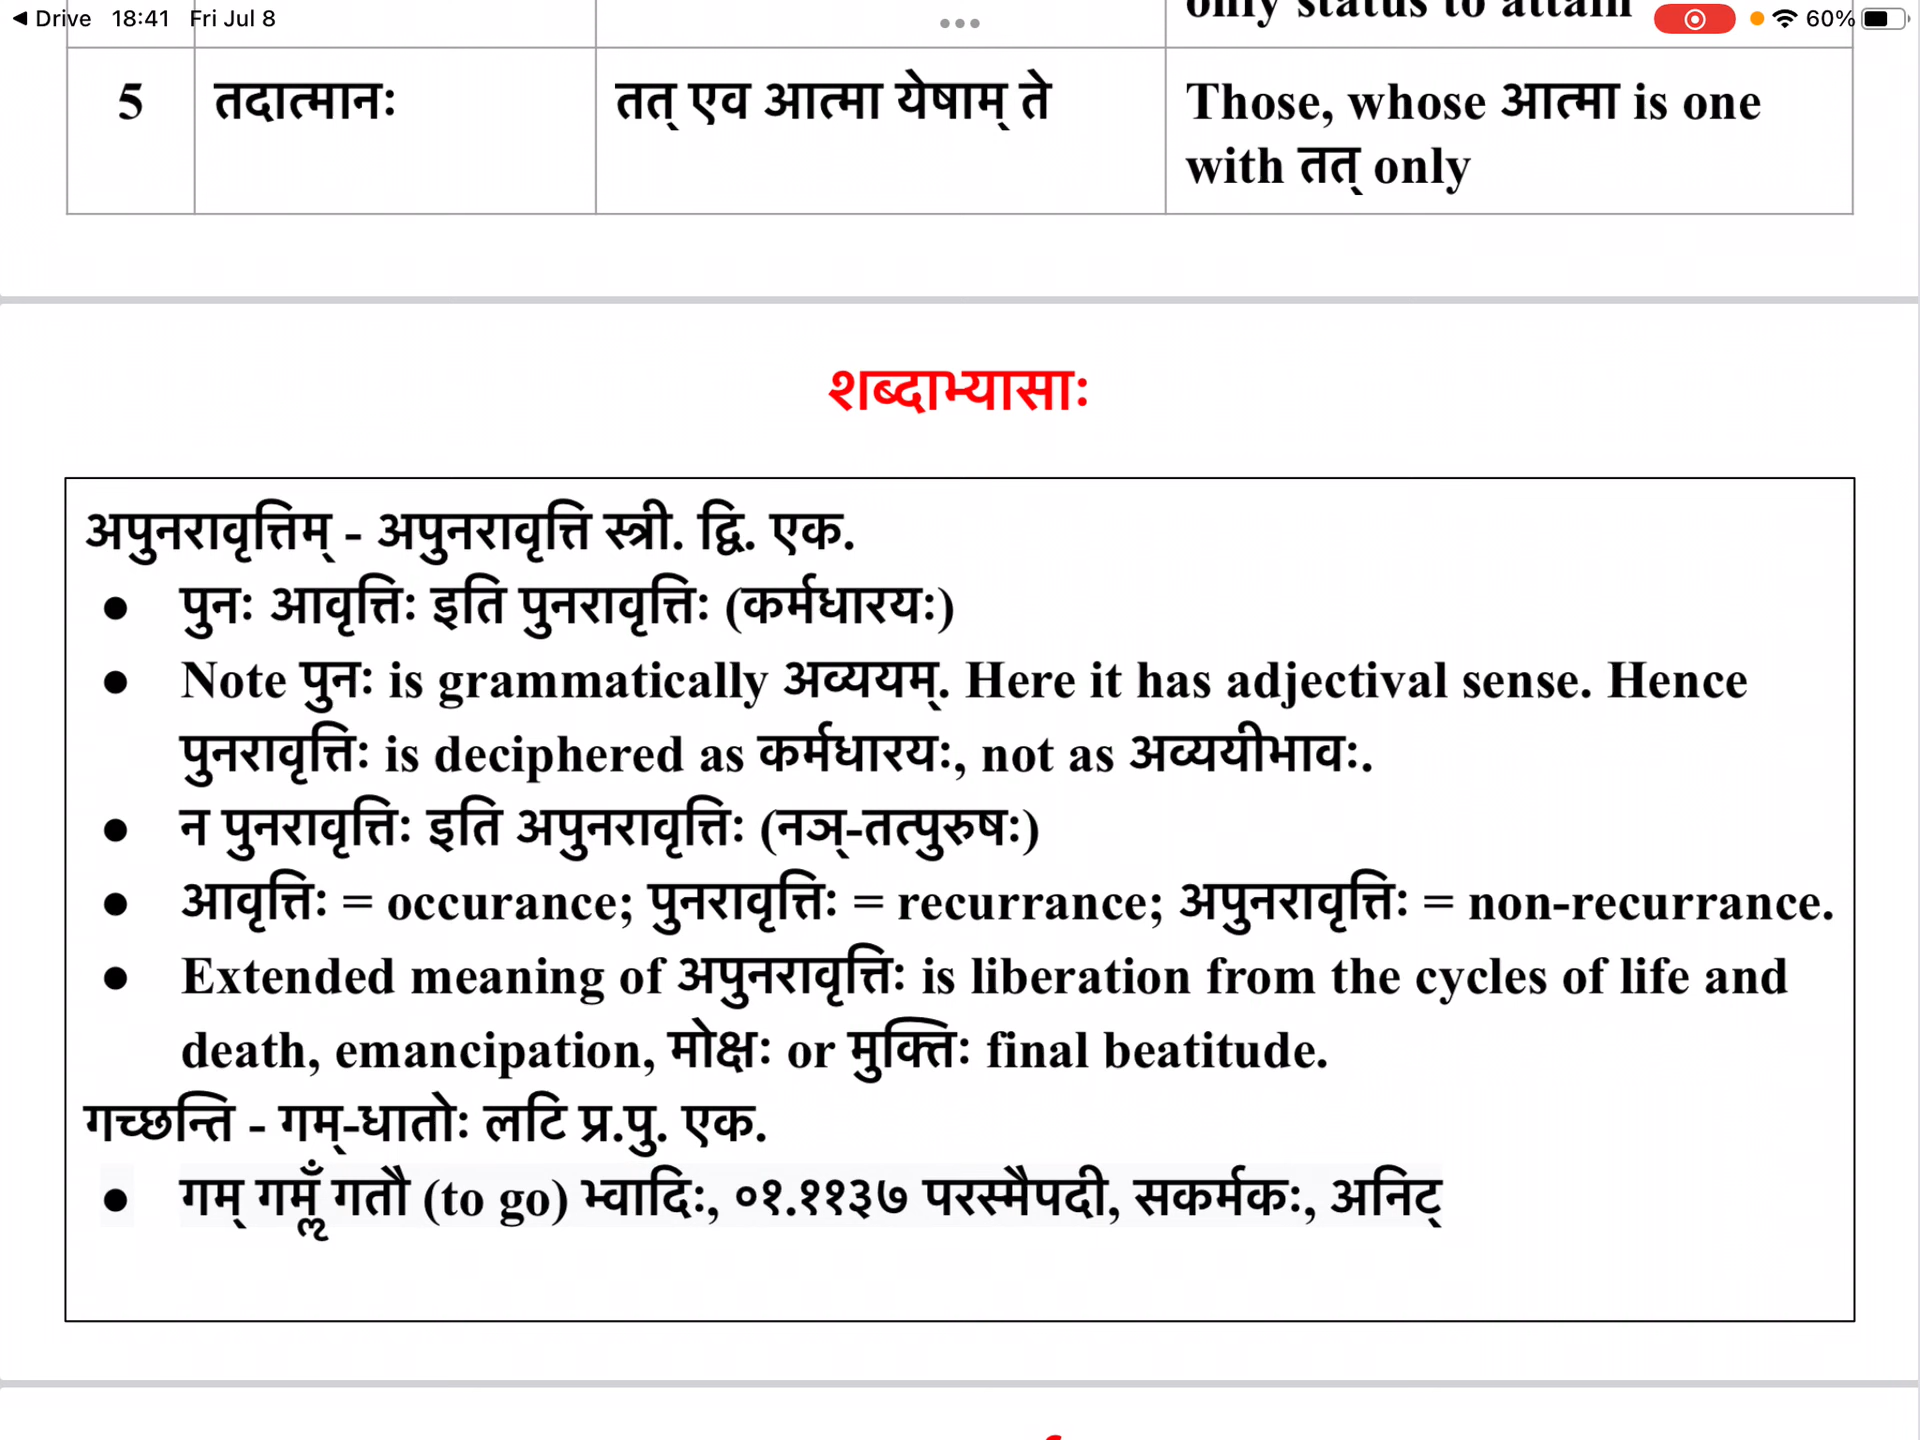 Drive 18:41 Fri Jul 8
60%
only status to attain
5 तदात्मानः तत् एव आत्मा येषाम् ते Those, whose आत्मा is one
with तत् only
शब्दाभ्यासाः
अपुनरावृत्तिम् - अपुनरावृत्ति स्त्री. द्वि. एक.
● पुनः आवृत्तिः इति पुनरावृत्तिः (कर्मधारयः)
● Note पुनः is grammatically अव्ययम्. Here it has adjectival sense. Hence
पुनरावृत्तिः is deciphered as कर्मधारयः, not as अव्ययीभावः.
● न पुनरावृत्तिः इति अपुनरावृत्तिः (नञ्-तत्पुरुषः)
● आवृत्तिः = occurance; पुनरावृत्तिः = recurrance; अपुनरावृत्तिः = non-recurrance.
● Extended meaning of अपुनरावृत्तिः is liberation from the cycles of life and
death, emancipation, मोक्षः or मुक्तिः final beatitude.
गच्छन्ति - गम्-धातोः लटि प्र.पु. एक.
● गम् गमॢँ गतौ (to go) भ्वादिः, ०१.११३७ परस्मैपदी, सकर्मकः, अनिट्